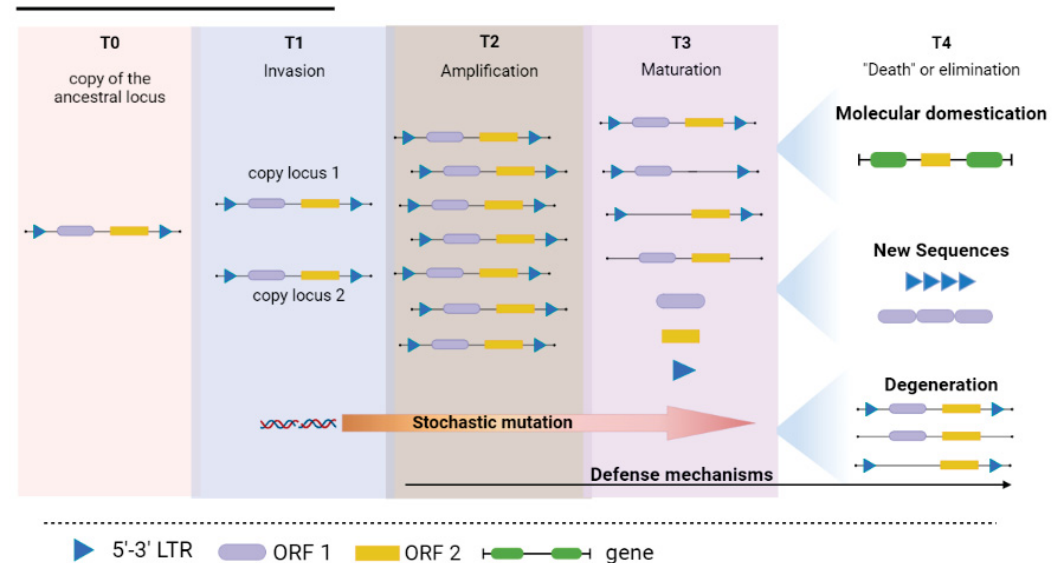 T0
copy of the
ancestral locus
T1
Invasion
copy locus 1
copy locus 2
T2
Amplification
T3
Maturation
T4
"Death" or elimination
Molecular domestication
New Sequences
Degeneration
Stochastic mutation
Defense mechanisms
5'-3' LTR
ORF 1
ORF 2
gene